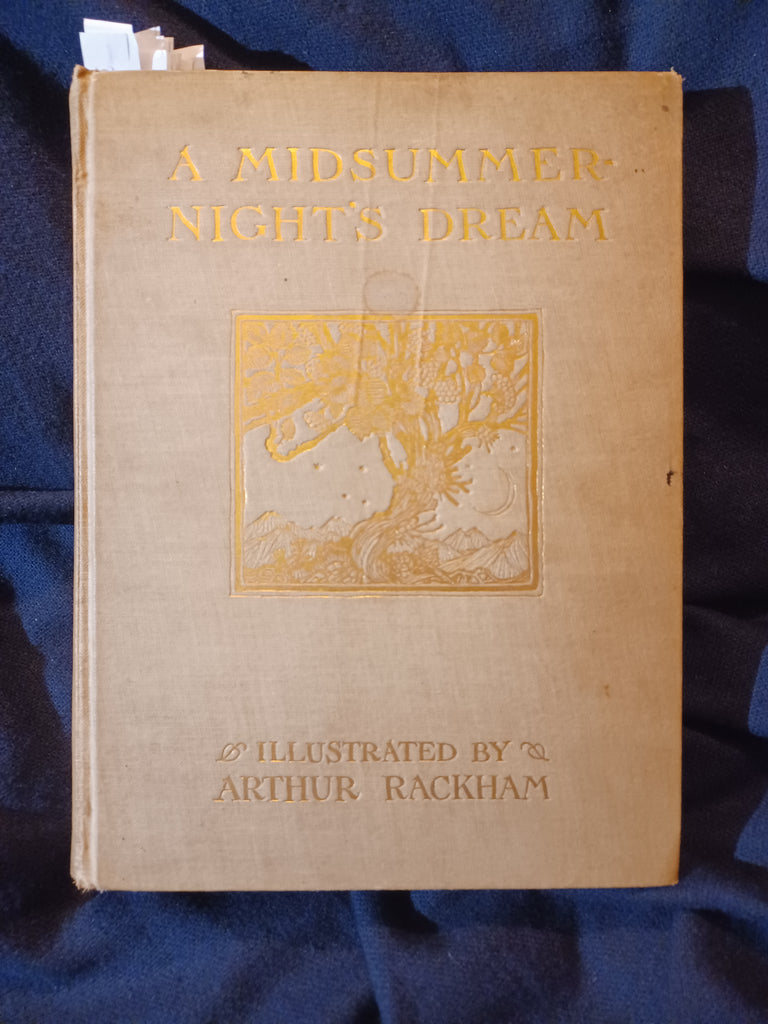 A MIDSUMMER-
NIGHT'S DREAM
ILLUSTRATED BY
ARTHUR RACKHAM